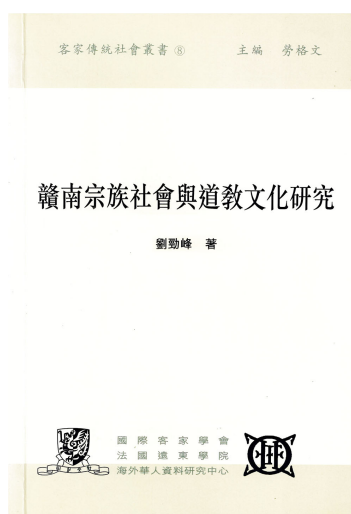 客家傳統社會叢書⑧　　主編　勞格文
贛南宗族社會與道教文化研究
劉勁峰　著
國際客家學會
法國遠東學院
海外華人資料研究中心